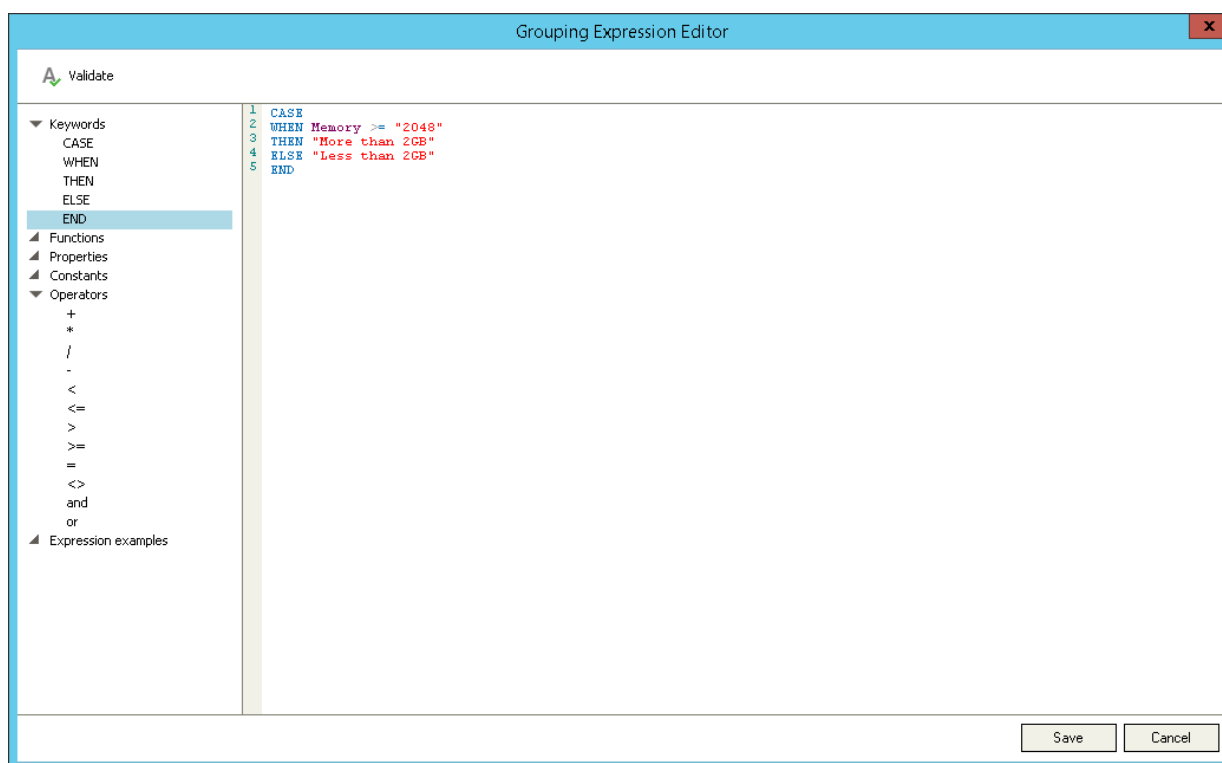 Grouping Expression Editor
x
Validate
Keywords
CASE
WHEN
THEN
ELSE
END
Functions
Properties
Constants
Operators
+
*
/
-
<
<=
>
>=
=
<>
and
or
Expression examples
1 CASE
2 WHEN Memory >= "2048"
3 THEN "More than 2GB"
4 ELSE "Less than 2GB"
5 END
Save
Cancel